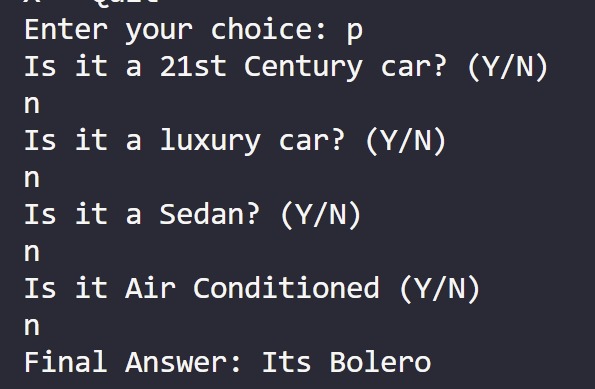 Enter your choice: p
Is it a 21st Century car? (Y/N)
n
Is it a luxury car? (Y/N)
n
Is it a Sedan? (Y/N)
n
Is it Air Conditioned (Y/N)
n
Final Answer: Its Bolero